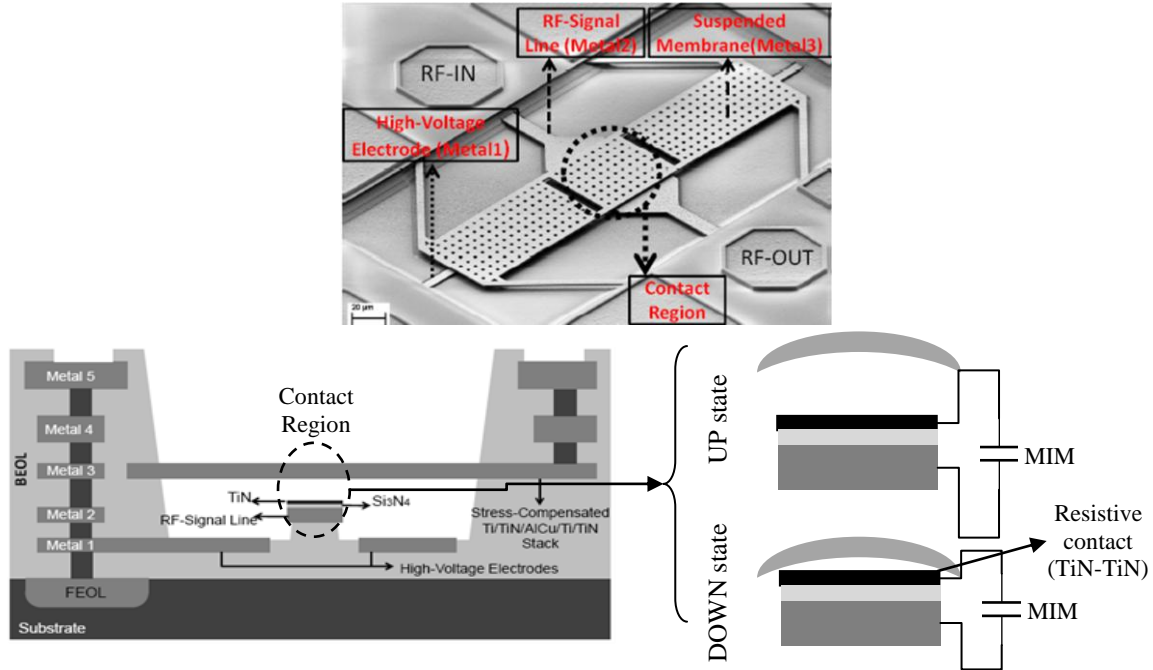 RF-Signal
Line (Metal2)
Suspended
Membrane(Metal3)
RF-IN
High-Voltage
Electrode (Metal1)
RF-OUT
Contact
Region
20 µm
Metal 5
Metal 4
BEOL
Metal 3
Metal 2
Metal 1
FEOL
Substrate
Contact
Region
TiN
Si3N4
RF-Signal Line
Stress-Compensated
Ti/TiN/AlCu/Ti/TiN
Stack
High-Voltage Electrodes
UP state
MIM
DOWN state
Resistive
contact
(TiN-TiN)
MIM